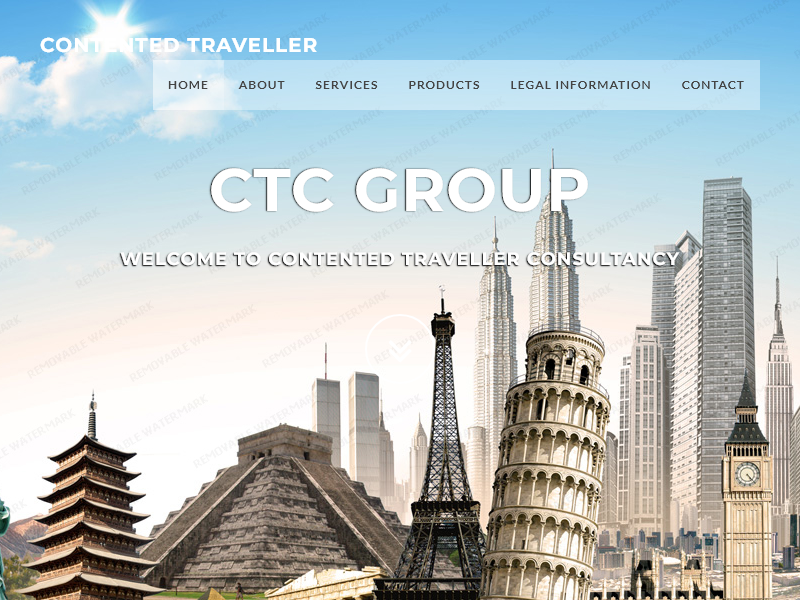 CONTENTED TRAVELLER
HOME ABOUT SERVICES PRODUCTS LEGAL INFORMATION CONTACT
CTC GROUP
WELCOME TO CONTENTED TRAVELLER CONSULTANCY
REMOVABLE WATERMARK